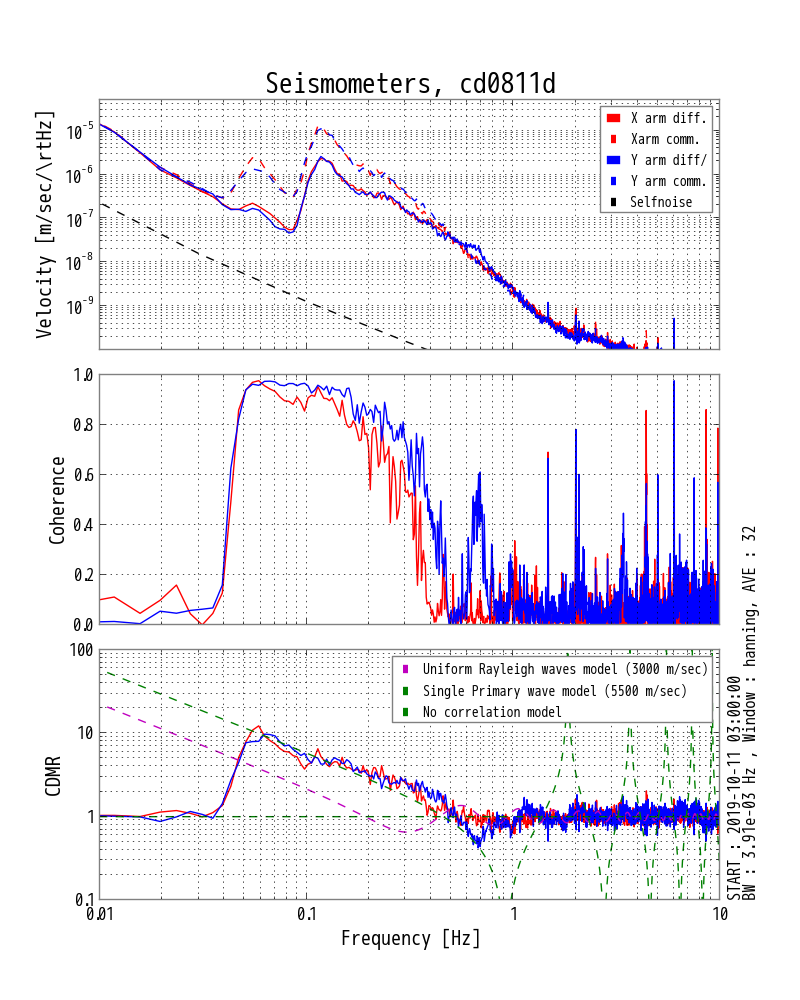 Seismometers, cd0811d
Velocity [m/sec/\rtHz]
10^-5
10^-6
10^-7
10^-8
10^-9
X arm diff.
Xarm comm.
Y arm diff/
Y arm comm.
Selfnoise
Coherence
1.0
0.8
0.6
0.4
0.2
0.0
CDMR
100
10
1
0.1
Uniform Rayleigh waves model (3000 m/sec)
Single Primary wave model (5500 m/sec)
No correlation model
0.01
0.1
1
10
Frequency [Hz]
START : 2019-10-11 03:00:00
BW : 3.91e-03 Hz , Window : hanning, AVE : 32